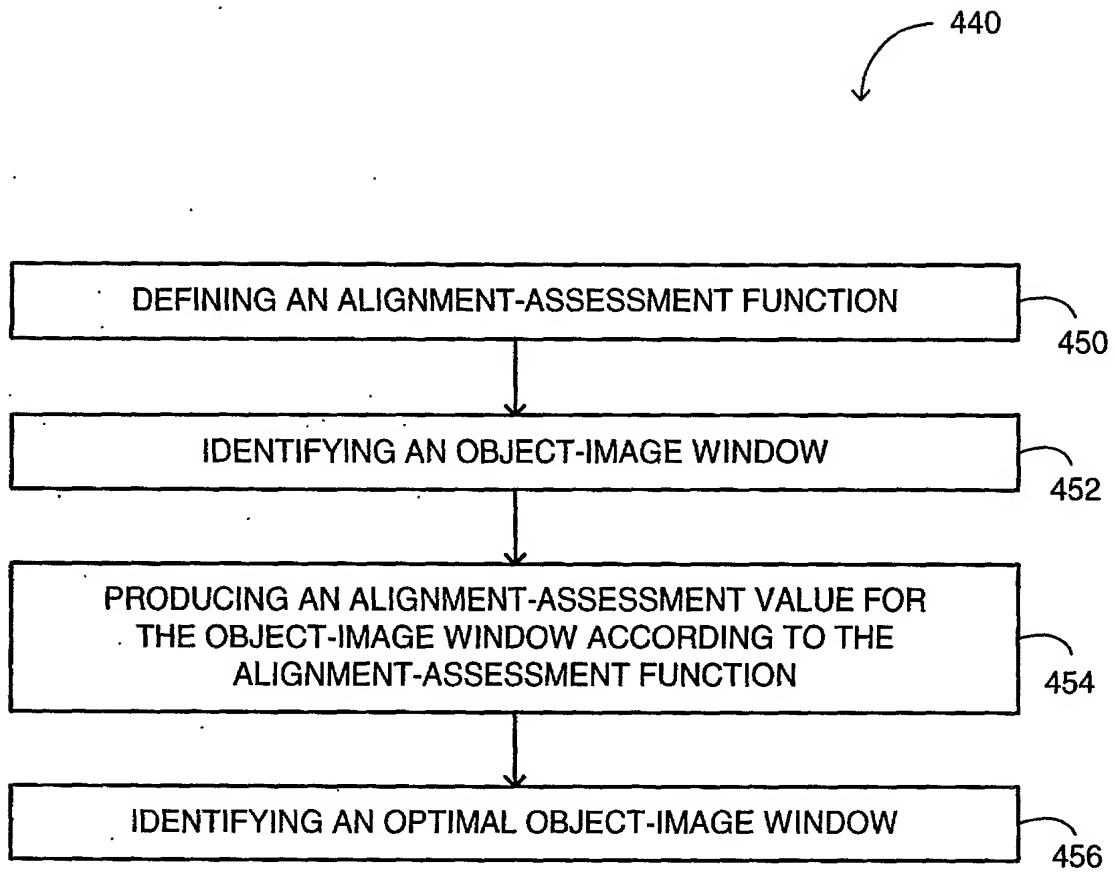 440
DEFINING AN ALIGNMENT-ASSESSMENT FUNCTION
450
IDENTIFYING AN OBJECT-IMAGE WINDOW
452
PRODUCING AN ALIGNMENT-ASSESSMENT VALUE FOR
THE OBJECT-IMAGE WINDOW ACCORDING TO THE
ALIGNMENT-ASSESSMENT FUNCTION
454
IDENTIFYING AN OPTIMAL OBJECT-IMAGE WINDOW
456